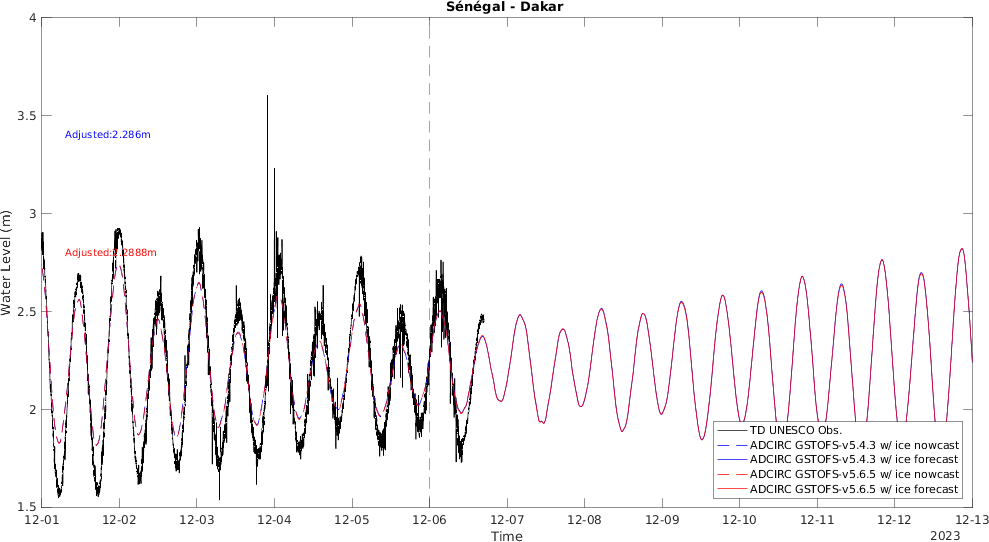 Sénégal - Dakar
4
3.5
3
2.5
2
1.5
Water Level (m)
Adjusted:2.286m
Adjusted:2.2888m
TD UNESCO Obs.
ADCIRC GSTOFS-v5.4.3 w/ ice nowcast
ADCIRC GSTOFS-v5.4.3 w/ ice forecast
ADCIRC GSTOFS-v5.6.5 w/ ice nowcast
ADCIRC GSTOFS-v5.6.5 w/ ice forecast
12-01 12-02 12-03 12-04 12-05 12-06 12-07 12-08 12-09 12-10 12-11 12-12 12-13
Time
2023